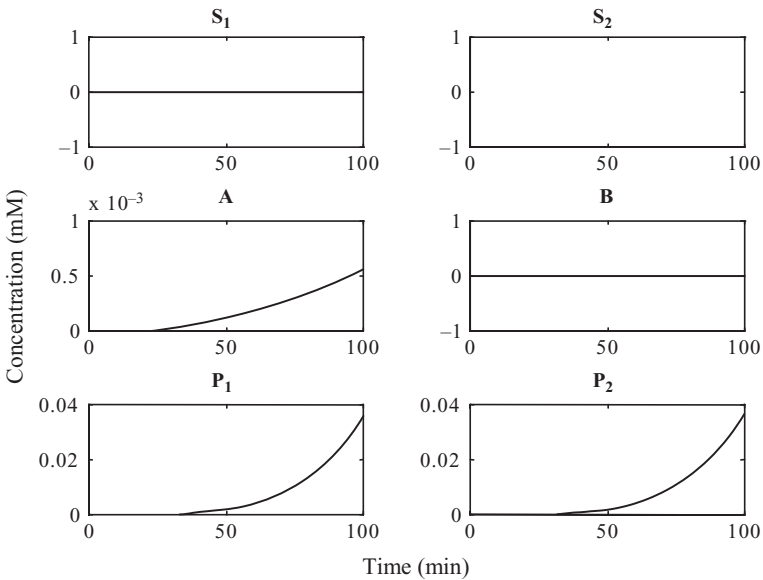 S₁ S₂
1 1
0 0
–1 –1
0 50 100 0 50 100
x 10⁻³ A B
1 1
0.5 0
0 –1
0 50 100 0 50 100
P₁ P₂
0.04 0.04
0.02 0.02
0 0
0 50 100 0 50 100
Concentration (mM)
Time (min)